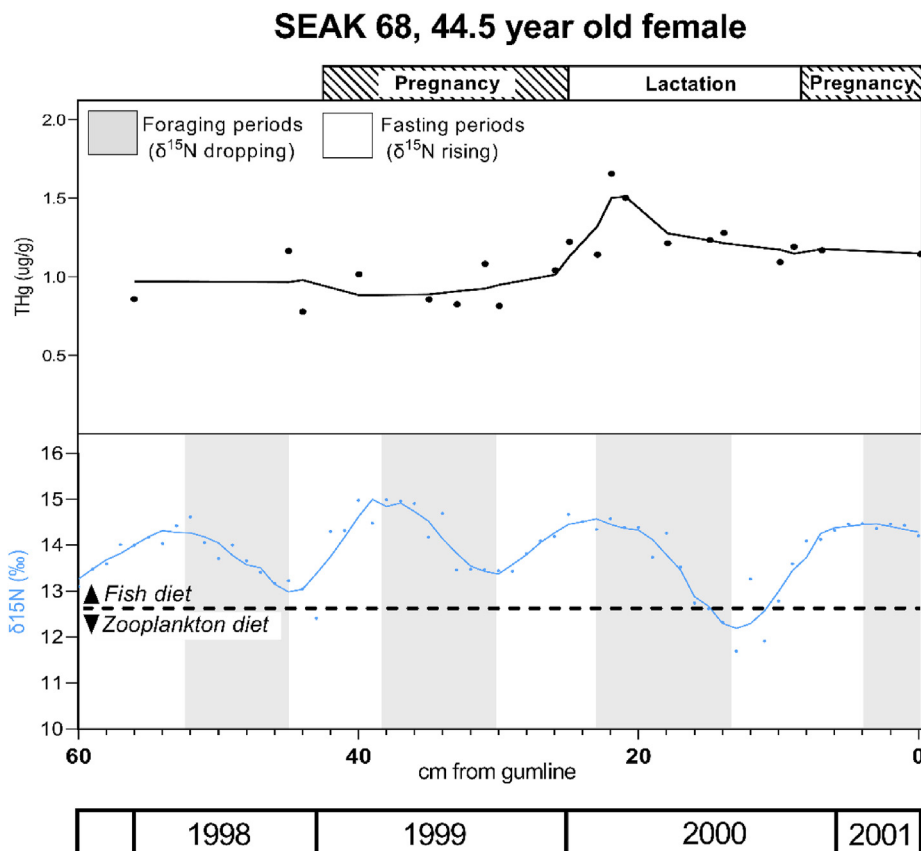 SEAK 68, 44.5 year old female
Pregnancy
Lactation
Pregnancy
2.0
1.5
1.0
0.5
THg (ug/g)
Foraging periods
(δ¹⁵N dropping)
Fasting periods
(δ¹⁵N rising)
16
15
14
13
12
11
10
δ15N (‰)
▲ Fish diet
▼ Zooplankton diet
60
40
20
0
cm from gumline
1998
1999
2000
2001